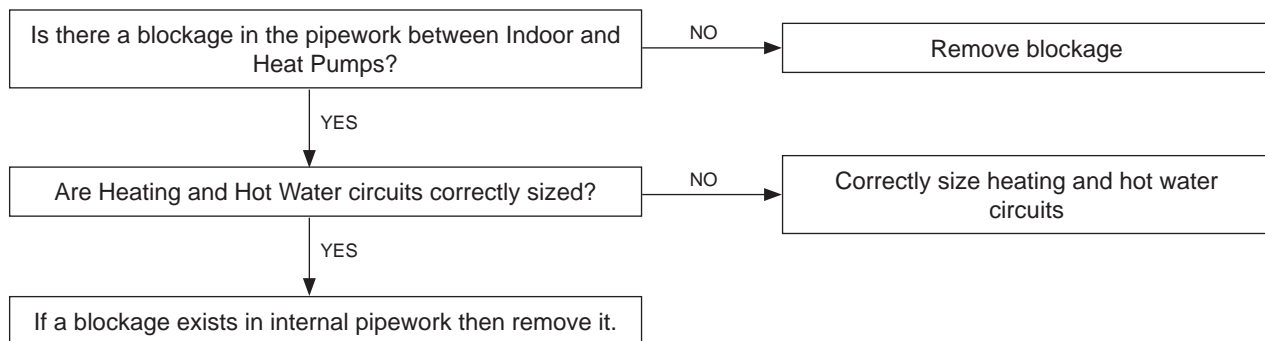 Is there a blockage in the pipework between Indoor and
Heat Pumps?
NO
Remove blockage
YES
Are Heating and Hot Water circuits correctly sized?
NO
Correctly size heating and hot water
circuits
YES
If a blockage exists in internal pipework then remove it.